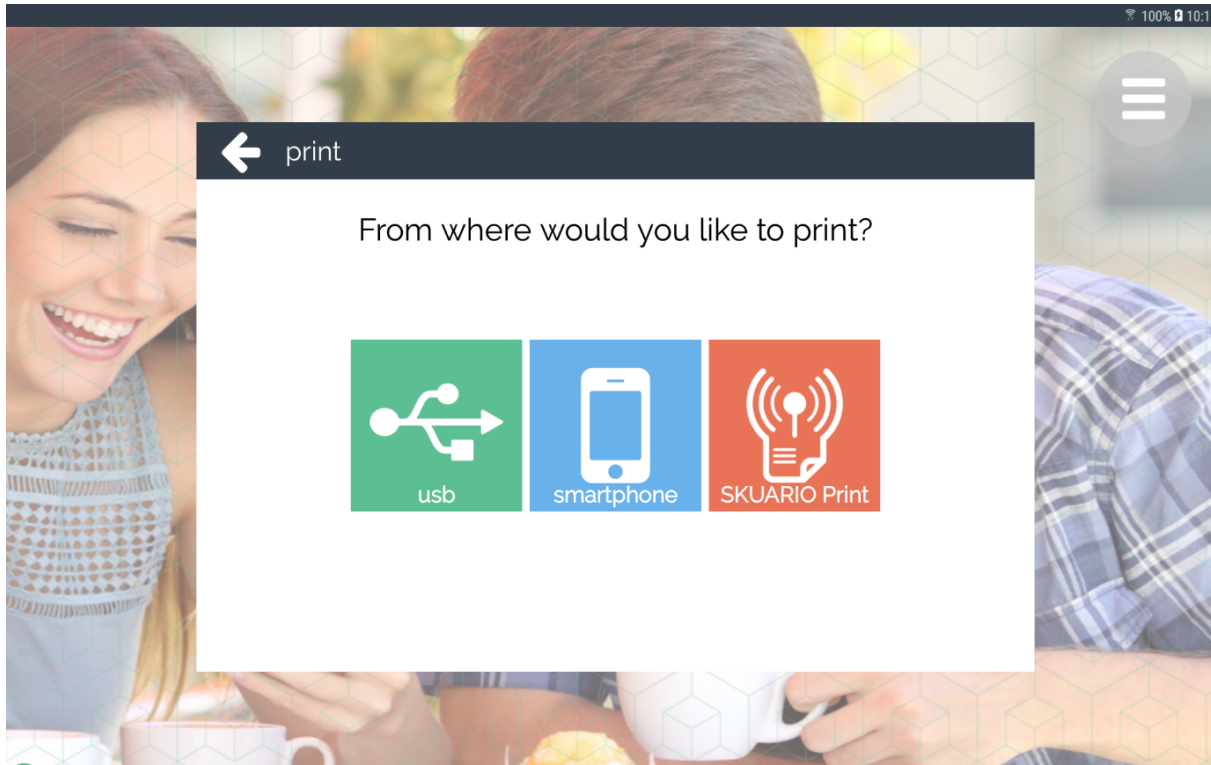 100% 10:1
print
From where would you like to print?
usb
smartphone
SKUARIO Print